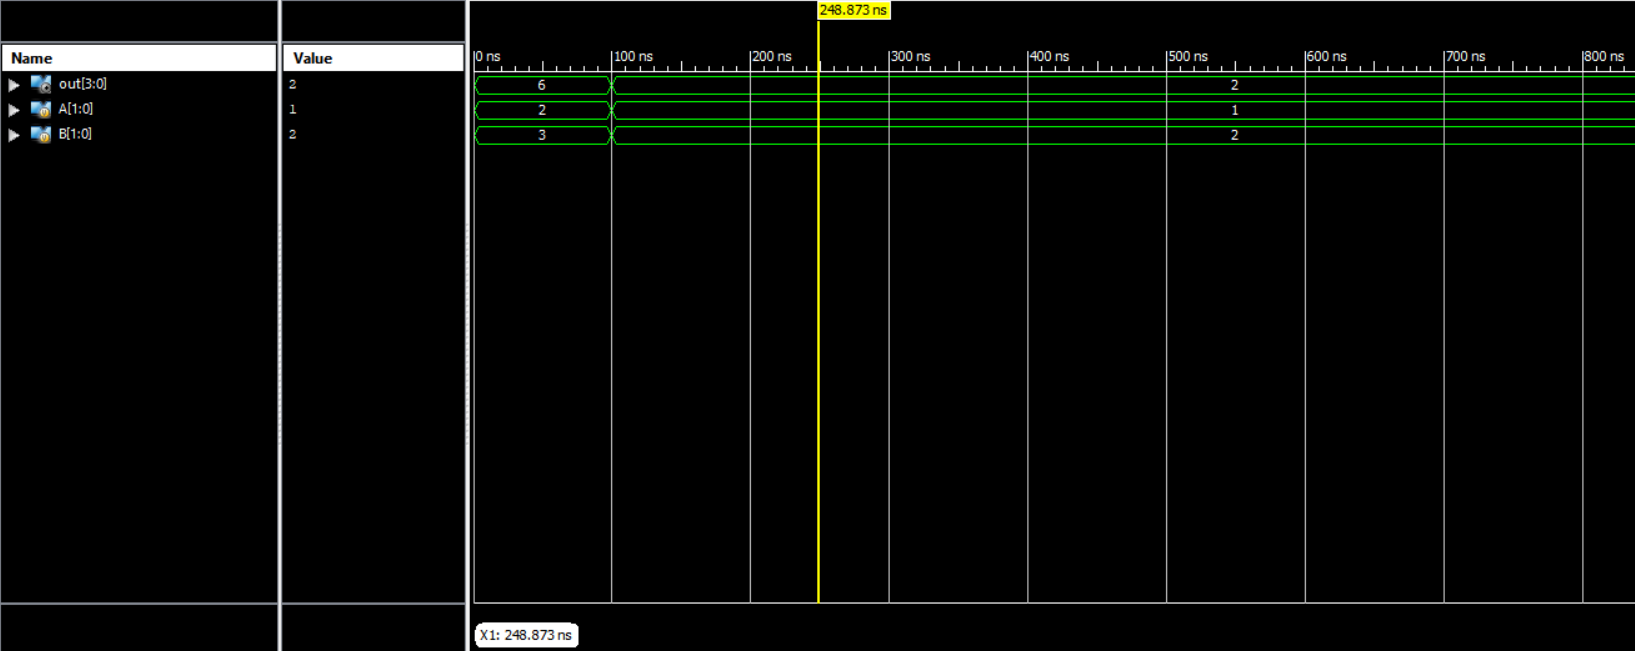 248.873 ns
Name Value
0 ns 100 ns 200 ns 300 ns 400 ns 500 ns 600 ns 700 ns 800 ns
out[3:0] 2 6 2
A[1:0] 1 2 1
B[1:0] 2 3 2
X1: 248.873 ns